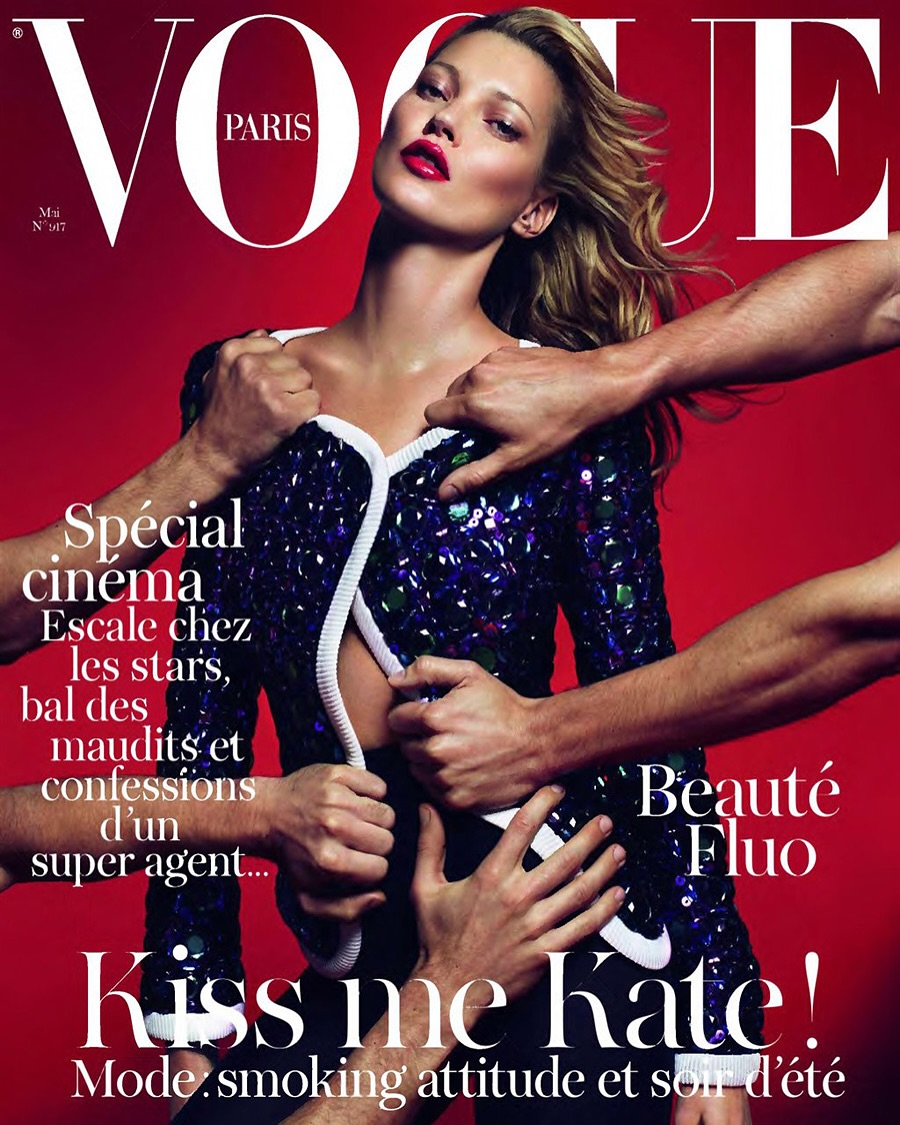 ®
VOGUE
PARIS
Mai
N° 917
Spécial
cinéma
Escale chez
les stars,
bal des
maudits et
confessions
d'un
super agent...
Beauté
Fluo
Kiss me Kate!
Mode: smoking attitude et soir d'été